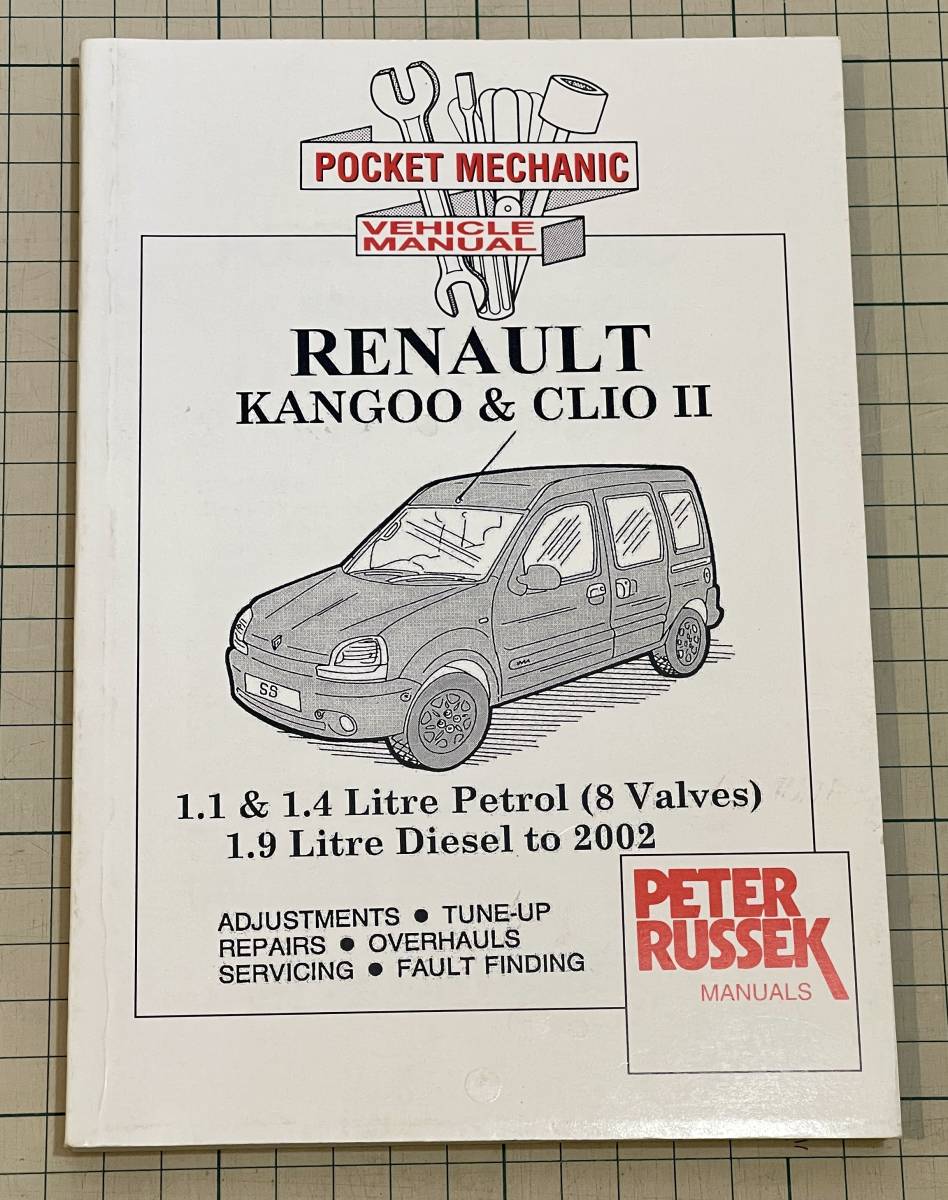 POCKET MECHANIC
VEHICLE
MANUAL
RENAULT
KANGOO & CLIO II
SS
1.1 & 1.4 Litre Petrol (8 Valves)
1.9 Litre Diesel to 2002
ADJUSTMENTS ● TUNE-UP
REPAIRS ● OVERHAULS
SERVICING ● FAULT FINDING
PETER
RUSSEK
MANUALS